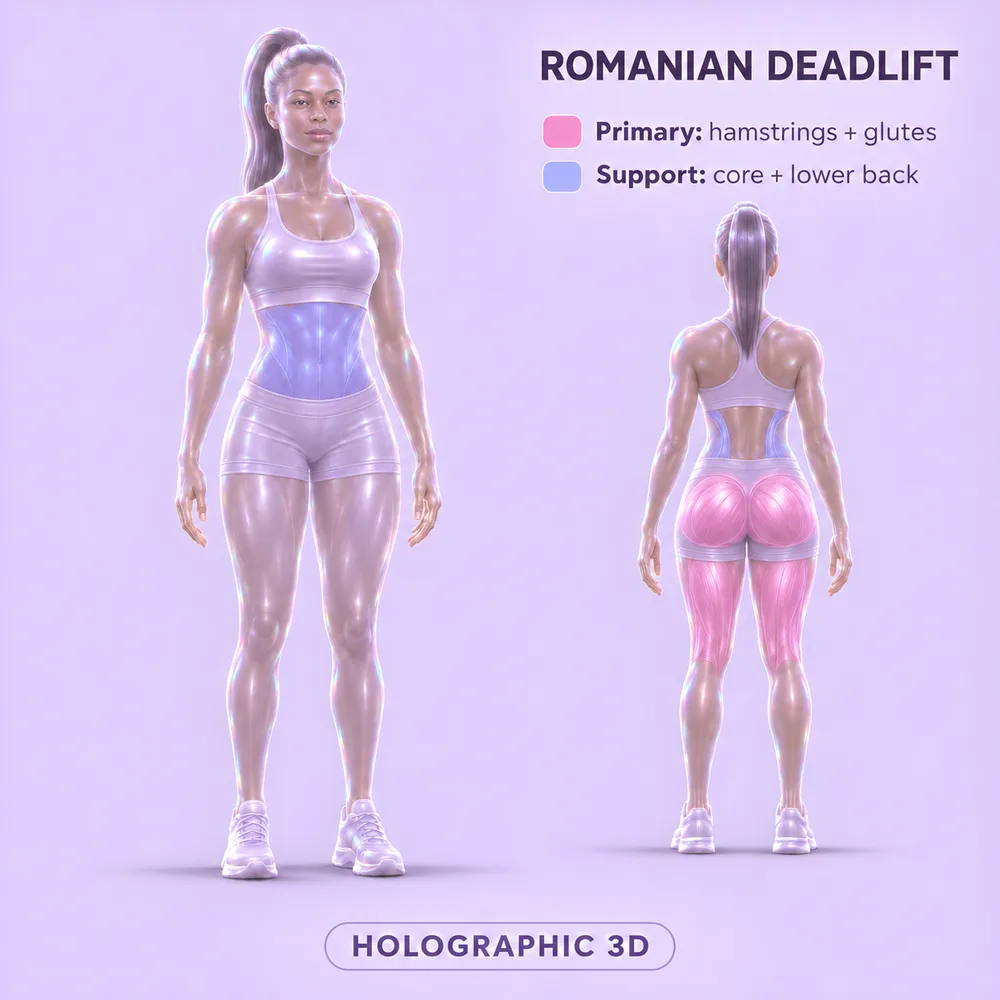 ROMANIAN DEADLIFT
Primary: hamstrings + glutes
Support: core + lower back
HOLOGRAPHIC 3D